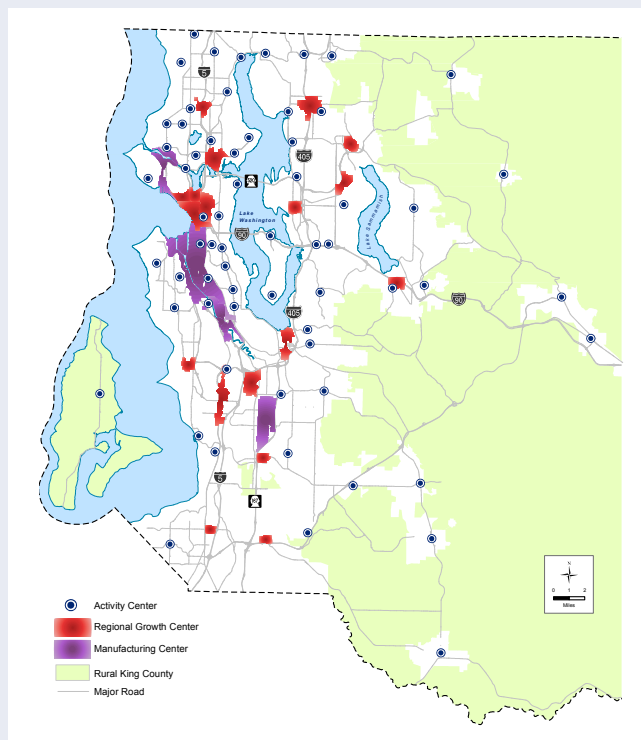 5
405
Lake
Washington
90
Lake Sammamish
405
90
5
167
N
0 1 2
Miles
Activity Center
Regional Growth Center
Manufacturing Center
Rural King County
Major Road